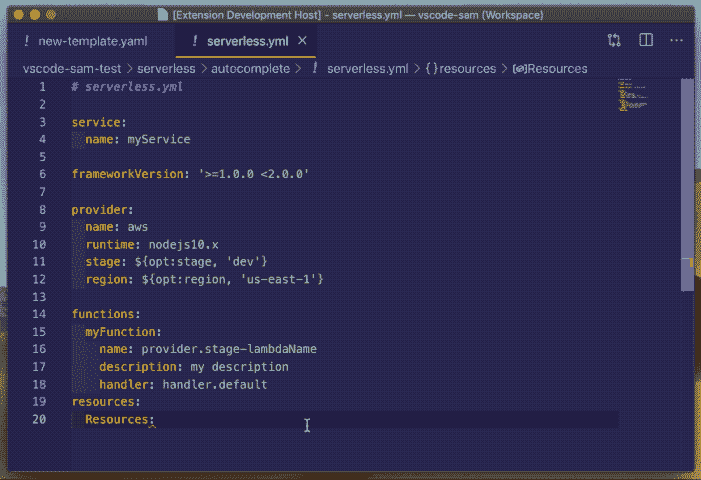 [Extension Development Host] - serverless.yml — vscode-sam (Workspace)
! new-template.yaml
! serverless.yml ×
vscode-sam-test > serverless > autocomplete > ! serverless.yml > {} resources > Resources
1 # serverless.yml
2
3 service:
4 name: myService
5
6 frameworkVersion: '>=1.0.0 <2.0.0'
7
8 provider:
9 name: aws
10 runtime: nodejs10.x
11 stage: ${opt:stage, 'dev'}
12 region: ${opt:region, 'us-east-1'}
13
14 functions:
15 myFunction:
16 name: provider.stage-lambdaName
17 description: my description
18 handler: handler.default
19 resources:
20 Resources: